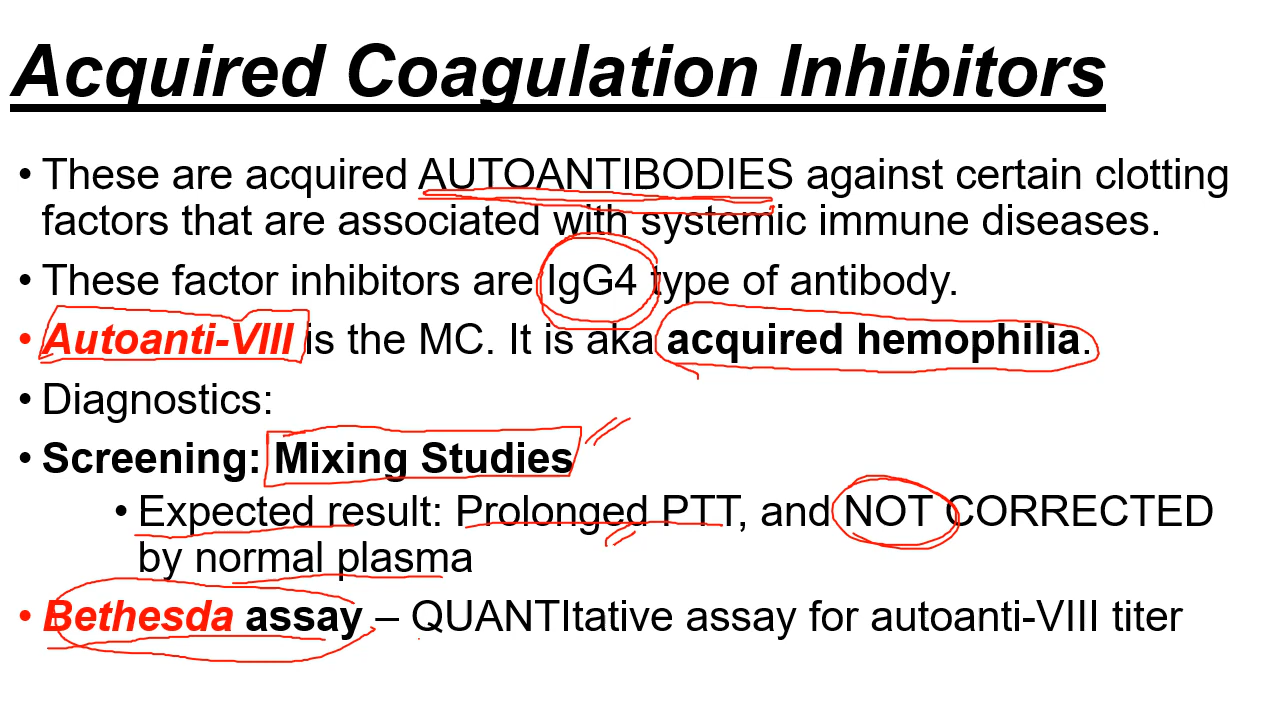 Acquired Coagulation Inhibitors
• These are acquired AUTOANTIBODIES against certain clotting
factors that are associated with systemic immune diseases.
• These factor inhibitors are IgG4 type of antibody.
• Autoanti-VIII is the MC. It is aka acquired hemophilia.
• Diagnostics:
• Screening: Mixing Studies
• Expected result: Prolonged PTT, and NOT CORRECTED
by normal plasma
• Bethesda assay – QUANTItative assay for autoanti-VIII titer